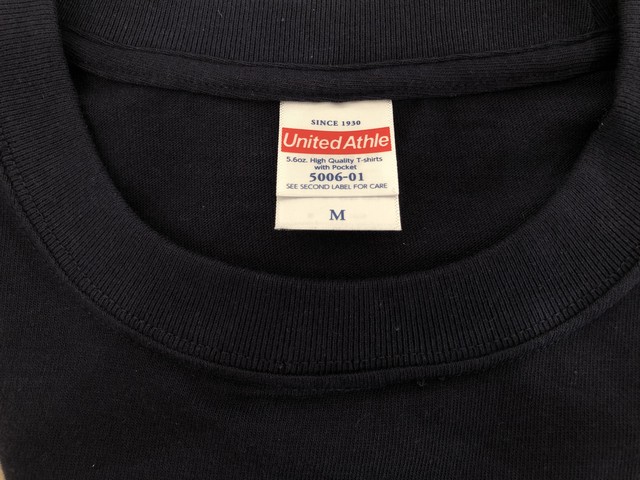 SINCE 1930
United Athle
5.6oz. High Quality T-shirts
with Pocket
5006-01
SEE SECOND LABEL FOR CARE
M